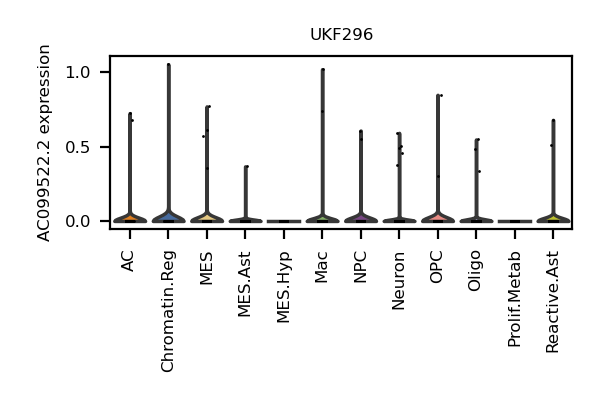 UKF296
AC099522.2 expression
1.0
0.5
0.0
AC
Chromatin.Reg
MES
MES.Ast
MES.Hyp
Mac
NPC
Neuron
OPC
Oligo
Prolif.Metab
Reactive.Ast